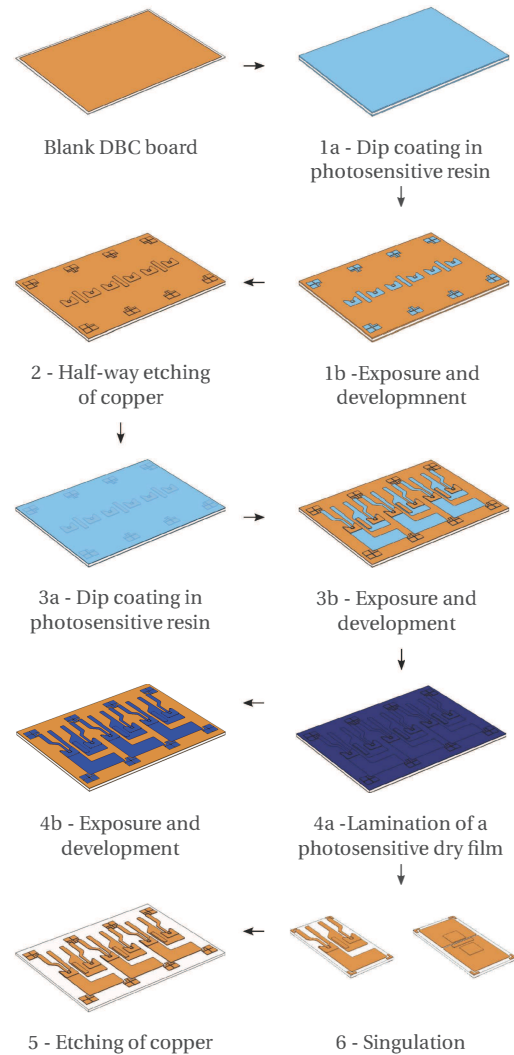 Blank DBC board
1a - Dip coating in
photosensitive resin
2 - Half-way etching
of copper
1b -Exposure and
developmnent
3a - Dip coating in
photosensitive resin
3b - Exposure and
development
4b - Exposure and
development
4a -Lamination of a
photosensitive dry film
5 - Etching of copper
6 - Singulation